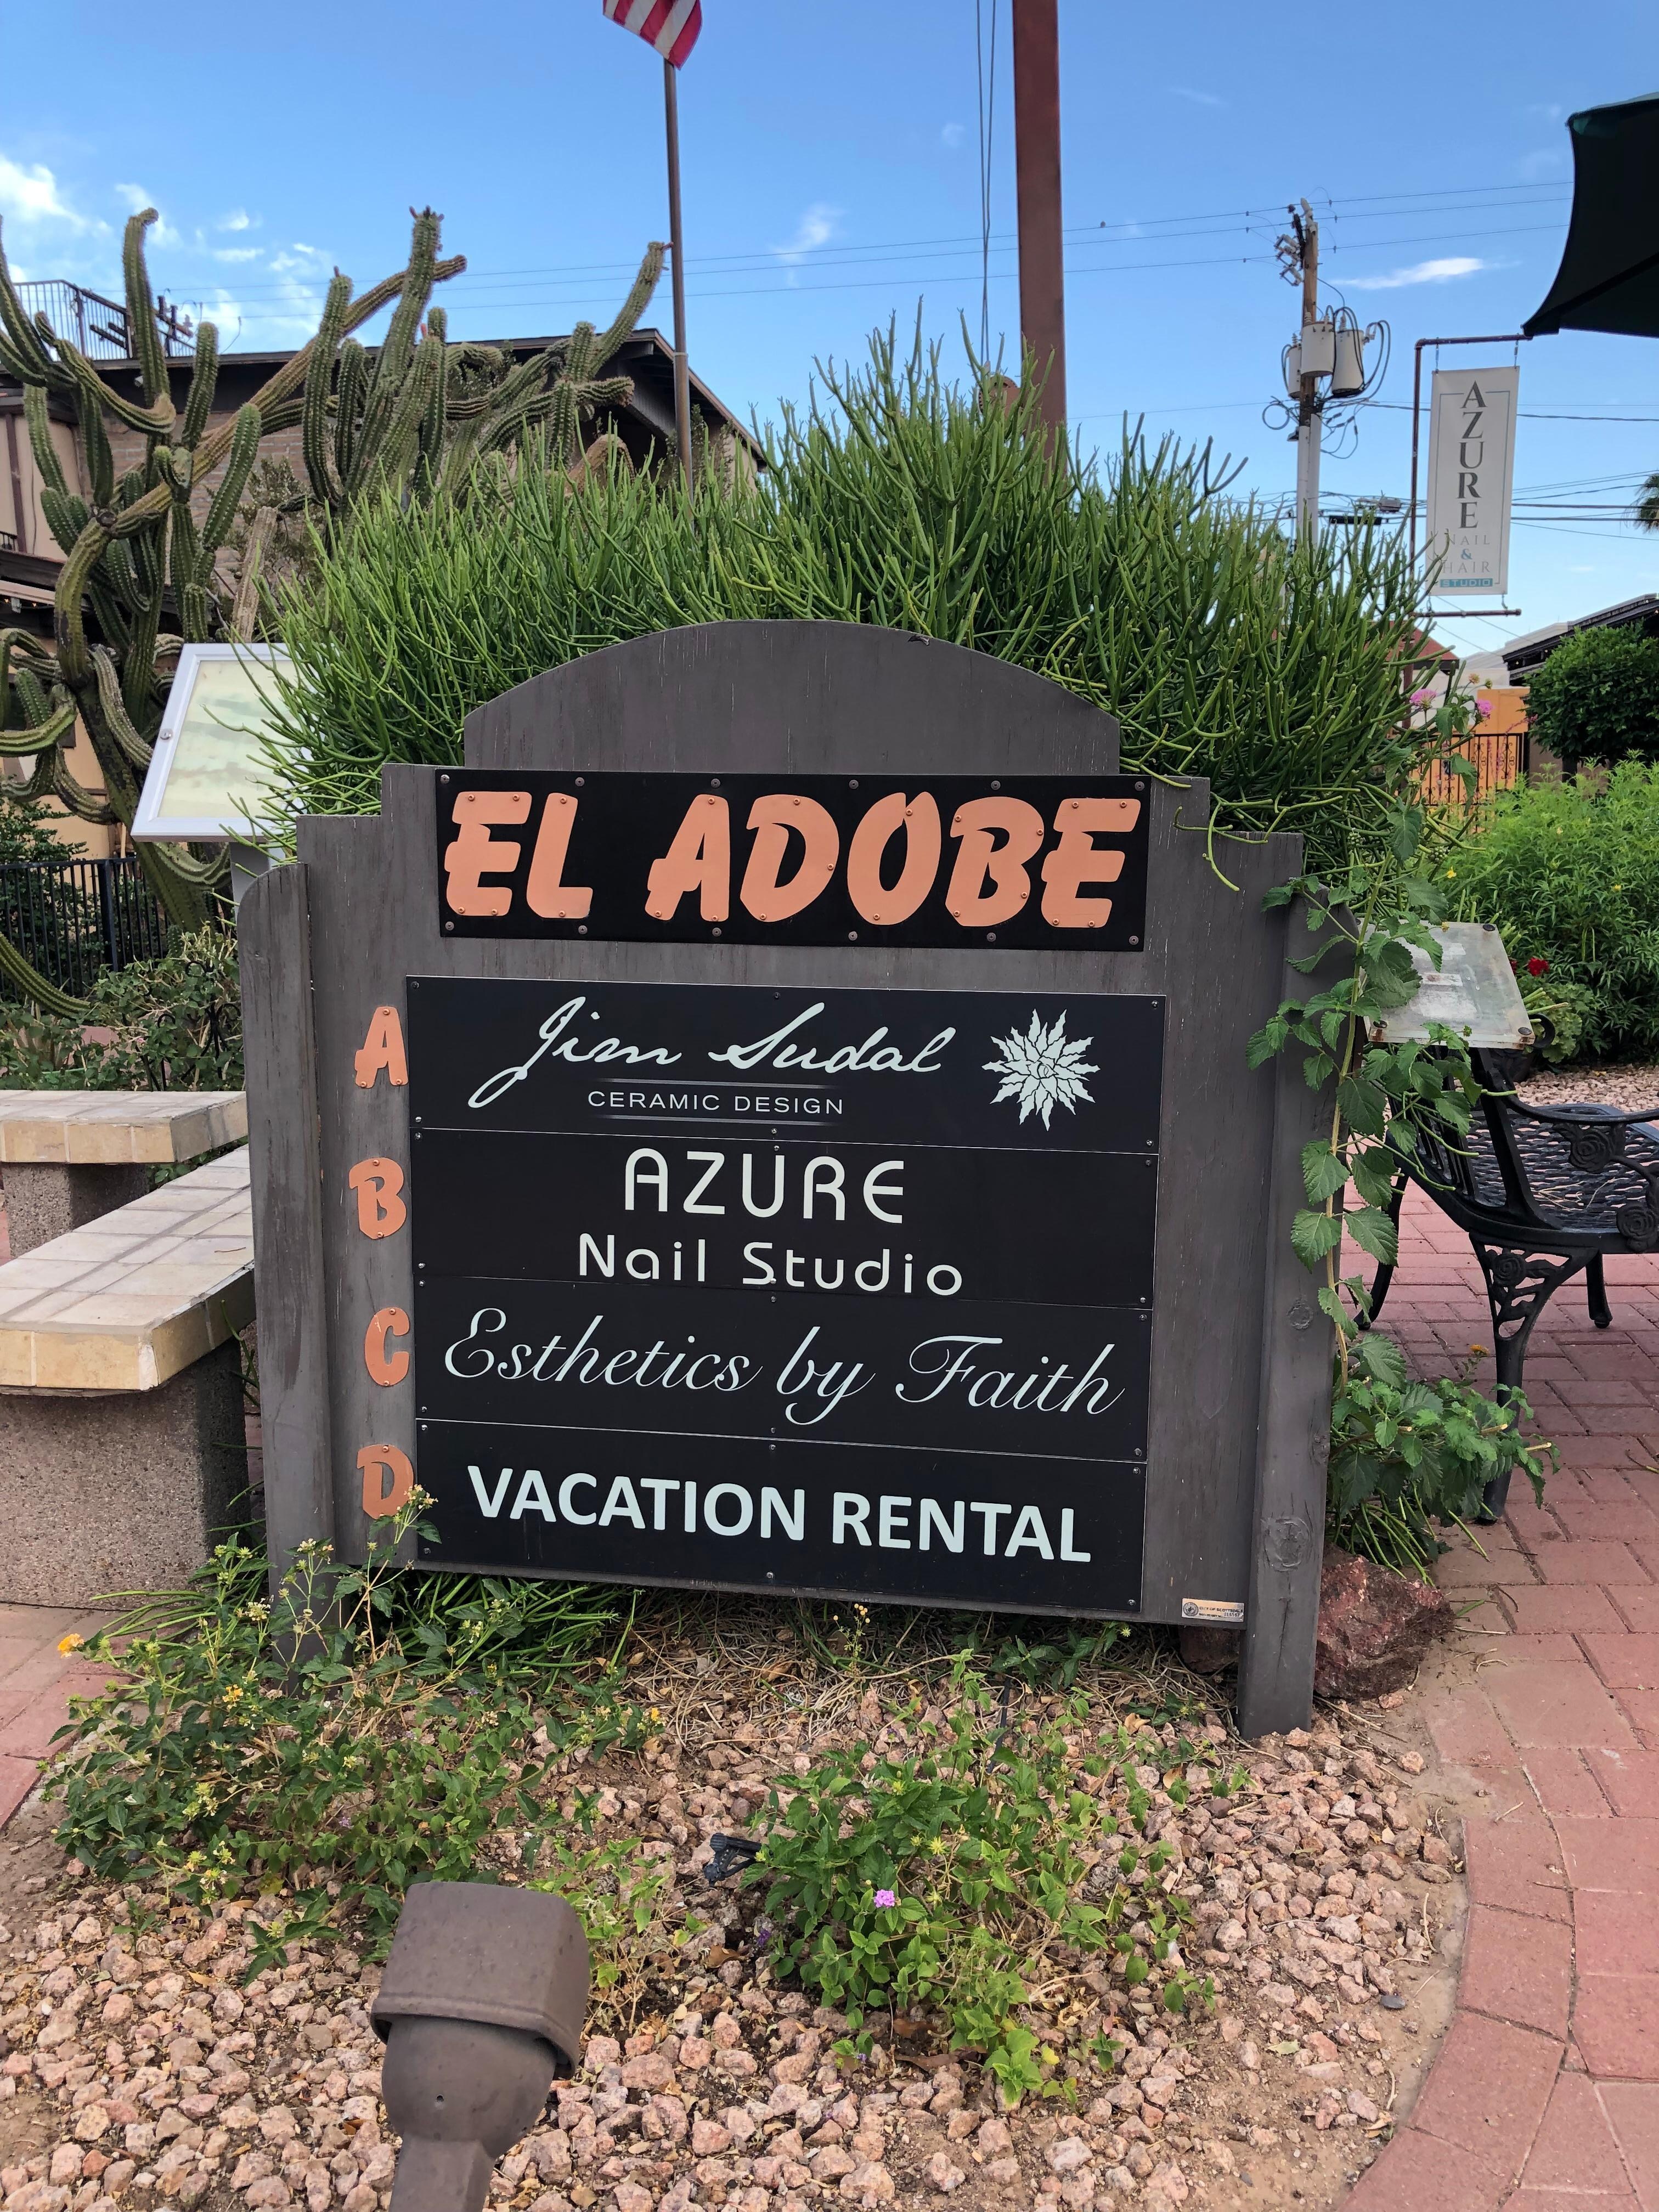 AZURE
NAIL
&
HAIR
STUDIO
EL ADOBE
A
Jim Sudal
CERAMIC DESIGN
B
AZURE
Nail Studio
C
Esthetics by Faith
D
VACATION RENTAL